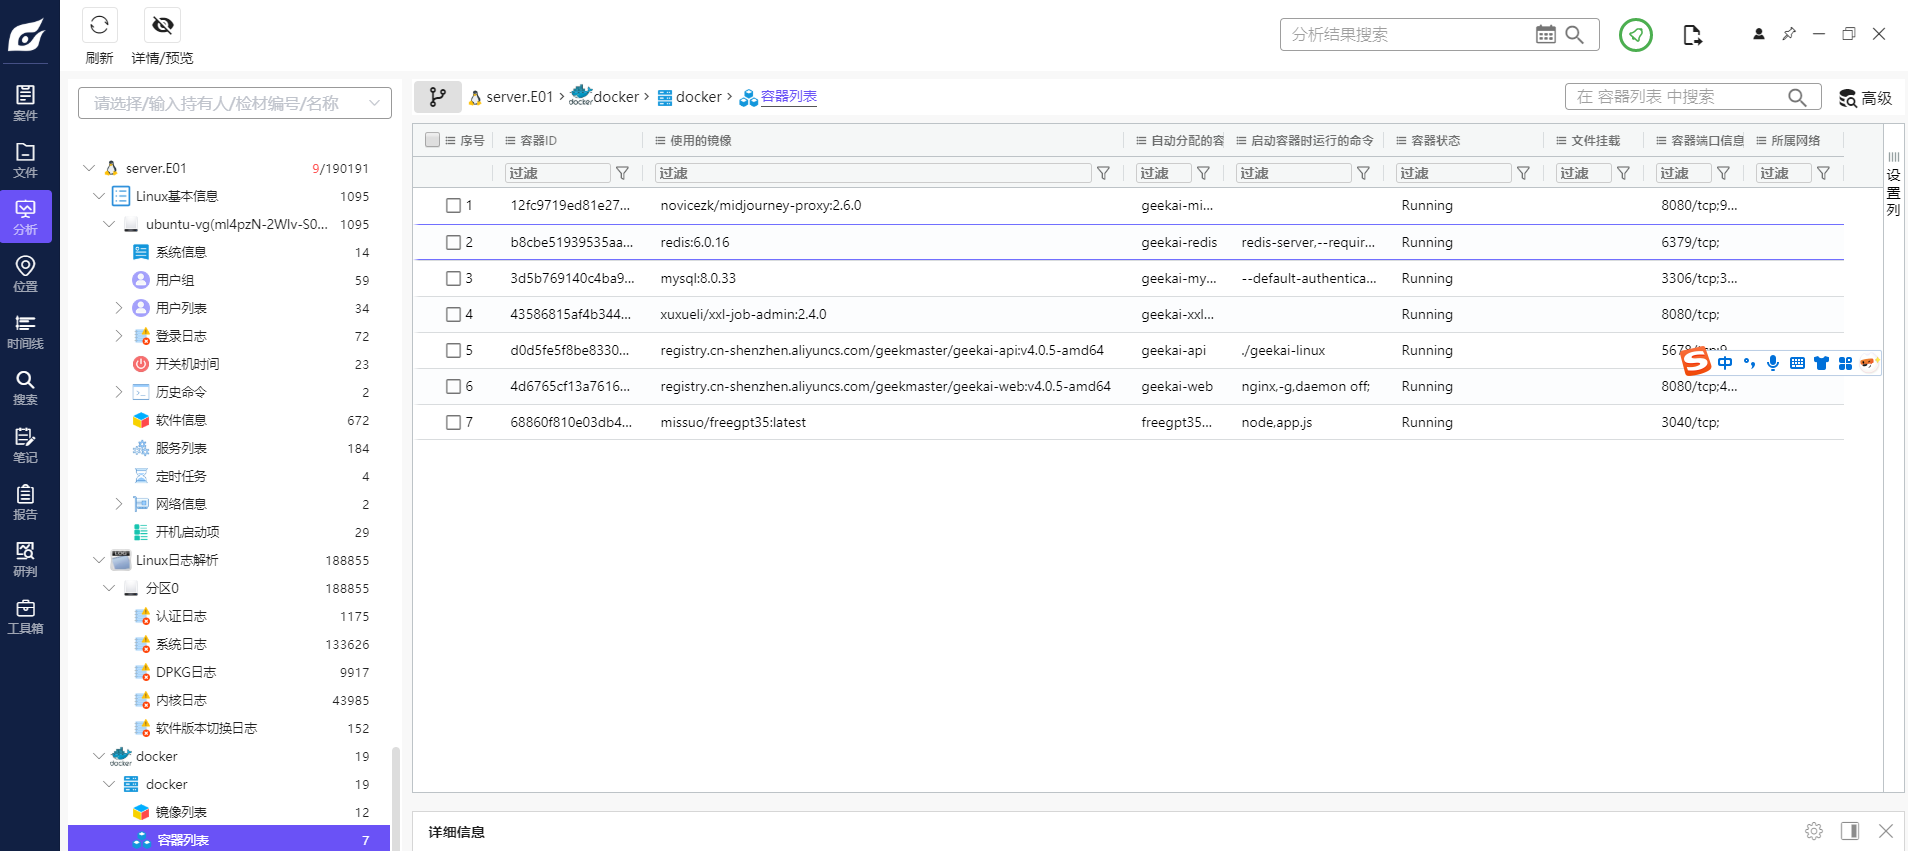 刷新
详情/预览
分析结果搜索
案件
文件
分析
位置
时间线
搜索
笔记
报告
研判
工具箱
请选择/输入持有人/检材编号/名称
server.E01 9/190191
Linux基本信息 1095
ubuntu-vg(ml4pzN-2Wlv-S0... 1095
系统信息 14
用户组 59
用户列表 34
登录日志 72
开关机时间 23
历史命令 2
软件信息 672
服务列表 184
定时任务 4
网络信息 2
开机启动项 29
Linux日志解析 188855
分区0 188855
认证日志 1175
系统日志 133626
DPKG日志 9917
内核日志 43985
软件版本切换日志 152
docker 19
docker 19
镜像列表 12
容器列表 7
server.E01 > docker > docker > 容器列表
在 容器列表 中搜索
高级
序号 容器ID 使用的镜像 自动分配的容 启动容器时运行的命令 容器状态 文件挂载 容器端口信息 所属网络
过滤 过滤 过滤 过滤 过滤 过滤 过滤 过滤
1 12fc9719ed81e27... novicezk/midjourney-proxy:2.6.0 geekai-mi... Running 8080/tcp;9...
2 b8cbe51939535aa... redis:6.0.16 geekai-redis redis-server,--requir... Running 6379/tcp;
3 3d5b769140c4ba9... mysql:8.0.33 geekai-my... --default-authentica... Running 3306/tcp;3...
4 43586815af4b344... xuxueli/xxl-job-admin:2.4.0 geekai-xxl... Running 8080/tcp;
5 d0d5fe5f8be8330... registry.cn-shenzhen.aliyuncs.com/geekmaster/geekai-api:v4.0.5-amd64 geekai-api ./geekai-linux Running
6 4d6765cf13a7616... registry.cn-shenzhen.aliyuncs.com/geekmaster/geekai-web:v4.0.5-amd64 geekai-web nginx,-g,daemon off; Running 8080/tcp;4...
7 68860f810e03db4... missuo/freegpt35:latest freegpt35... node,app.js Running 3040/tcp;
设置列
中
详细信息